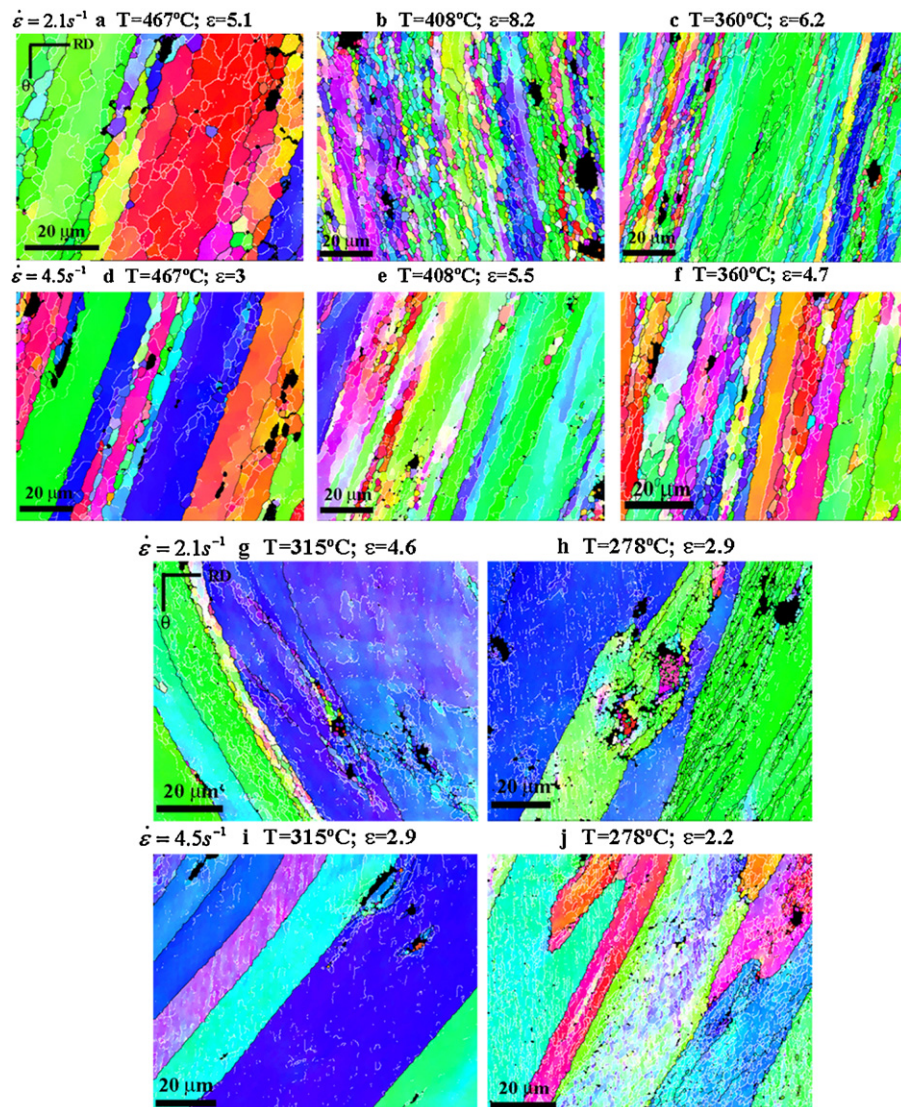 ε̇ = 2.1s⁻¹ a T=467ºC; ε=5.1 b T=408ºC; ε=8.2 c T=360ºC; ε=6.2
RD
θ
20 µm 20 µm 20 µm
ε̇ = 4.5s⁻¹ d T=467ºC; ε=3 e T=408ºC; ε=5.5 f T=360ºC; ε=4.7
20 µm 20 µm 20 µm
ε̇ = 2.1s⁻¹ g T=315ºC; ε=4.6 h T=278ºC; ε=2.9
RD
θ
20 µm 20 µm
ε̇ = 4.5s⁻¹ i T=315ºC; ε=2.9 j T=278ºC; ε=2.2
20 µm 20 µm